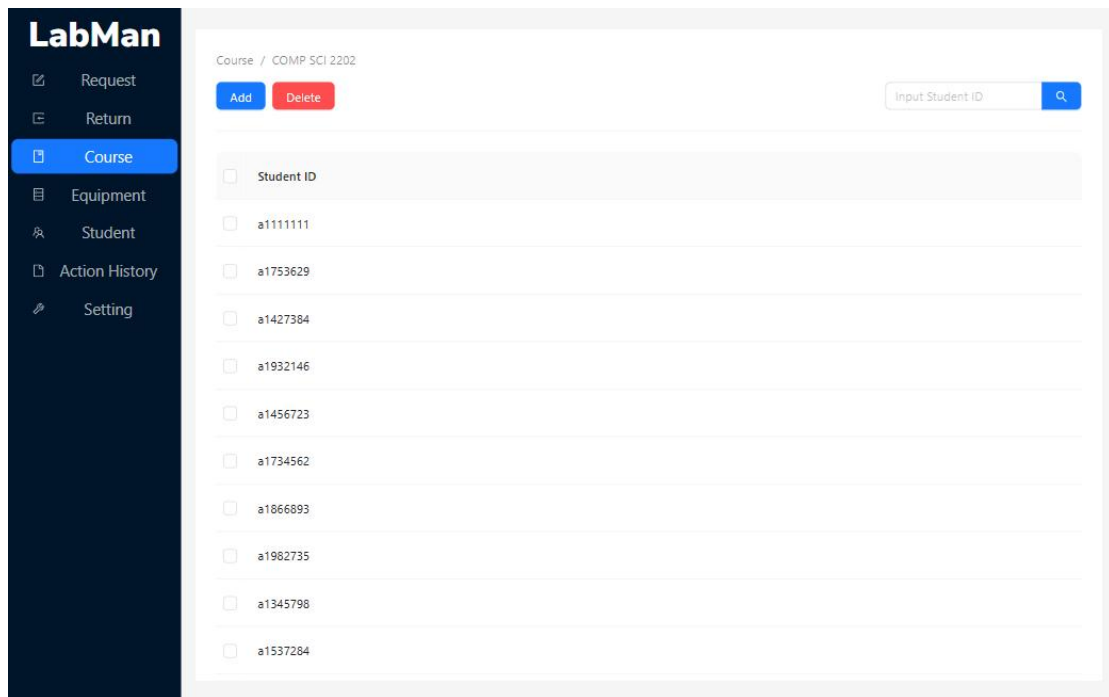 LabMan
Request
Return
Course
Equipment
Student
Action History
Setting
Course / COMP SCI 2202
Add Delete Input Student ID
Student ID
a1111111
a1753629
a1427384
a1932146
a1456723
a1734562
a1866893
a1982735
a1345798
a1537284